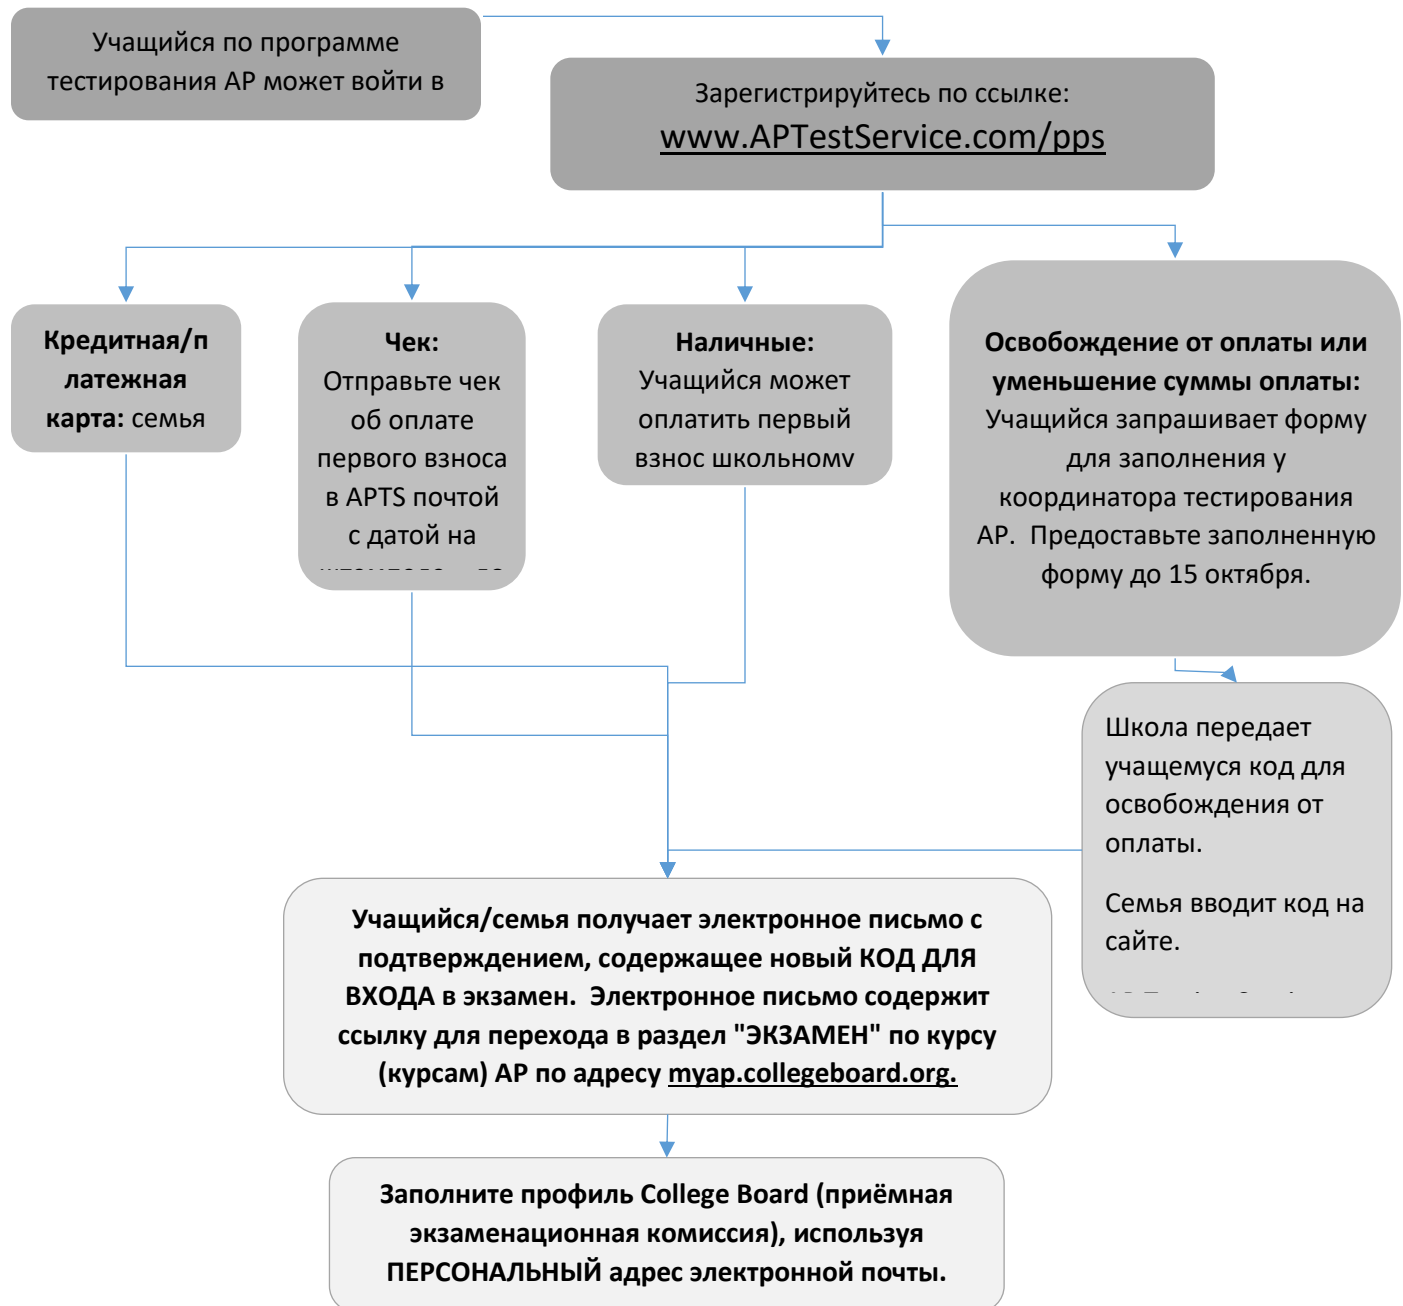 Учащийся по программе
тестирования AP может войти в
Зарегистрируйтесь по ссылке:
www.APTestService.com/pps
Кредитная/п
латежная
карта: семья
Чек:
Отправьте чек
об оплате
первого взноса
в APTS почтой
с датой на
Наличные:
Учащийся может
оплатить первый
взнос школьному
Освобождение от оплаты или
уменьшение суммы оплаты:
Учащийся запрашивает форму
для заполнения у
координатора тестирования
AP. Предоставьте заполненную
форму до 15 октября.
Школа передает
учащемуся код для
освобождения от
оплаты.
Семья вводит код на
сайте.
Учащийся/семья получает электронное письмо с
подтверждением, содержащее новый КОД ДЛЯ
ВХОДА в экзамен. Электронное письмо содержит
ссылку для перехода в раздел "ЭКЗАМЕН" по курсу
(курсам) AP по адресу myap.collegeboard.org.
Заполните профиль College Board (приёмная
экзаменационная комиссия), используя
ПЕРСОНАЛЬНЫЙ адрес электронной почты.